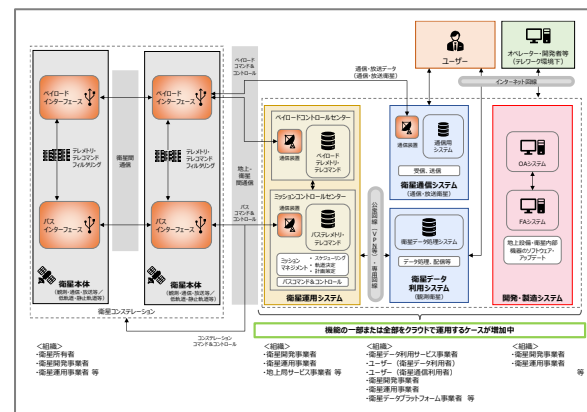 ユーザー
オペレーター・開発者等
（テレワーク環境下）
インターネット回線
通信・放送データ
（通信・放送衛星）
ペイロード
コマンド＆
コントロール
ペイロード
インターフェース
ペイロード
インターフェース
テレメトリ・
テレコマンド
フィルタリング
衛星間
通信
テレメトリ・
テレコマンド
フィルタリング
地上・
衛星
間通信
バス
インターフェース
バス
インターフェース
バス
コマンド＆
コントロール
衛星本体
（観測・通信・放送等／
低軌道・静止軌道等）
衛星本体
（観測・通信・放送等／
低軌道・静止軌道等）
衛星コンステレーション
コンステレーション
コマンド＆コントロール
ペイロードコントロールセンター
通信装置
ペイロード
テレメトリ・
テレコマンド
ミッションコントロールセンター
通信装置
バステレメトリ・
テレコマンド
ミッション
マネジメント
・スケジューリング
・軌道決定
・計画策定
バスコマンド＆コントロール
衛星運用システム
公衆回線（ＶＰＮ等）・専用回線
通信装置
通信用
システム
受信、送信
衛星通信システム
（通信・放送衛星）
衛星データ処理システム
データ処理、配信等
衛星データ
利用システム
（観測衛星）
OAシステム
FAシステム
地上設備・衛星内部
機器のソフトウェア・
アップデート
開発・製造システム
機能の一部または全部をクラウドで運用するケースが増加中
＜組織＞
・衛星所有者
・衛星開発事業者
・衛星運用事業者 等
＜組織＞
・衛星開発事業者
・衛星運用事業者
・地上局サービス事業者 等
＜組織＞
・衛星データ利用サービス事業者
・ユーザー（衛星データ利用者）
・ユーザー（衛星通信利用者）
・衛星開発事業者
・衛星運用事業者
・衛星データプラットフォーム事業者 等
＜組織＞
・衛星開発事業者
・衛星運用事業者
等